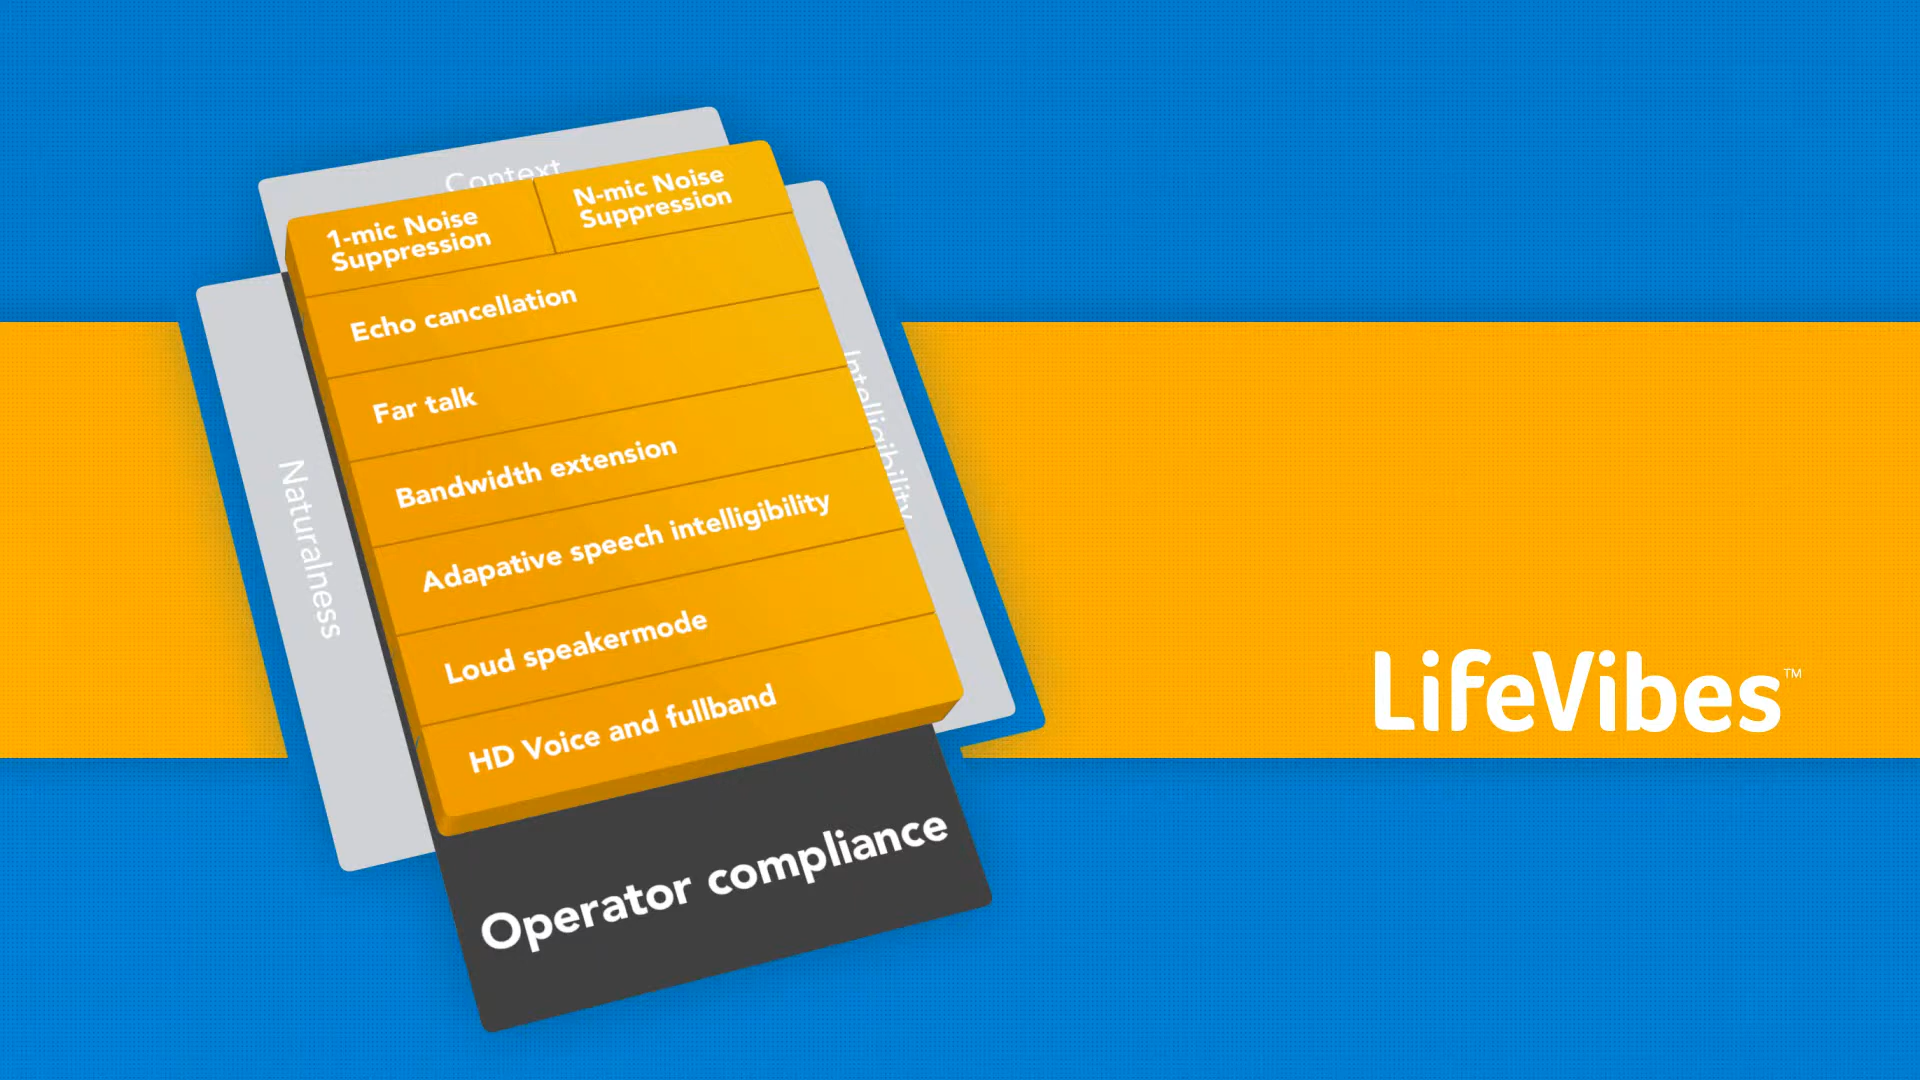 Context
1-mic Noise
Suppression
N-mic Noise
Suppression
Echo cancellation
Far talk
Bandwidth extension
Adapative speech intelligibility
Loud speakermode
HD Voice and fullband
Naturalness
Intelligibility
Operator compliance
LifeVibes™